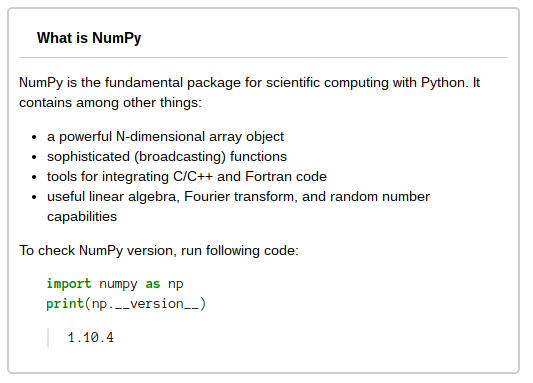 What is NumPy
NumPy is the fundamental package for scientific computing with Python. It
contains among other things:
• a powerful N-dimensional array object
• sophisticated (broadcasting) functions
• tools for integrating C/C++ and Fortran code
• useful linear algebra, Fourier transform, and random number
capabilities
To check NumPy version, run following code:
import numpy as np
print(np.__version__)
1.10.4